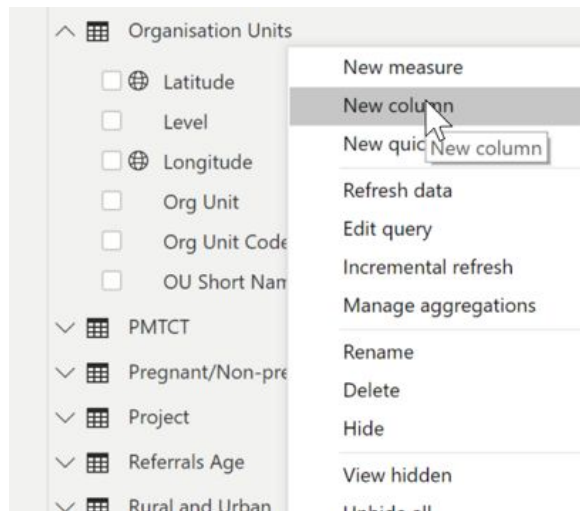 Organisation Units
Latitude
Level
Longitude
Org Unit
Org Unit Code
OU Short Nam
PMTCT
Pregnant/Non-pre
Project
Referrals Age
Rural and Urban
New measure
New column
New quic
New column
Refresh data
Edit query
Incremental refresh
Manage aggregations
Rename
Delete
Hide
View hidden
Unhide all